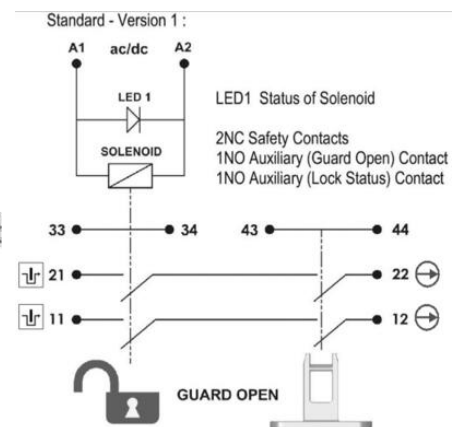 Standard - Version 1 :
A1 ac/dc A2
LED 1
LED1 Status of Solenoid
SOLENOID
2NC Safety Contacts
1NO Auxiliary (Guard Open) Contact
1NO Auxiliary (Lock Status) Contact
33 34 43 44
21 22
11 12
GUARD OPEN